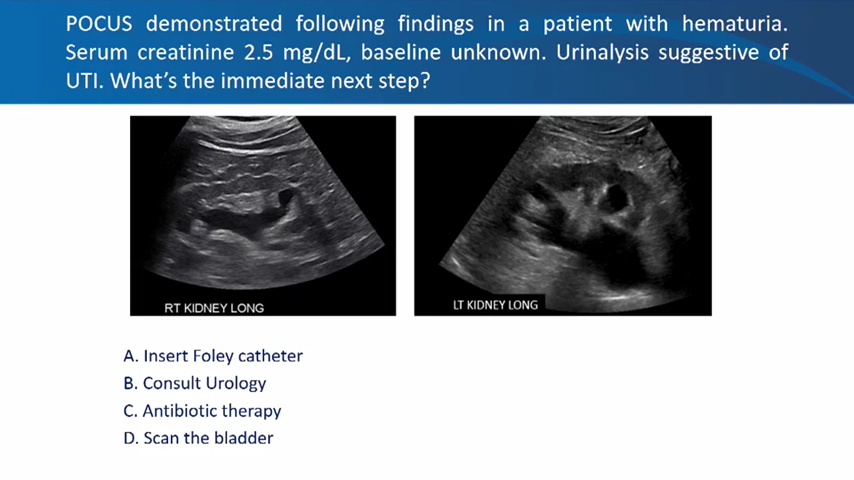 POCUS demonstrated following findings in a patient with hematuria.
Serum creatinine 2.5 mg/dL, baseline unknown. Urinalysis suggestive of
UTI. What’s the immediate next step?
RT KIDNEY LONG
LT KIDNEY LONG
A. Insert Foley catheter
B. Consult Urology
C. Antibiotic therapy
D. Scan the bladder